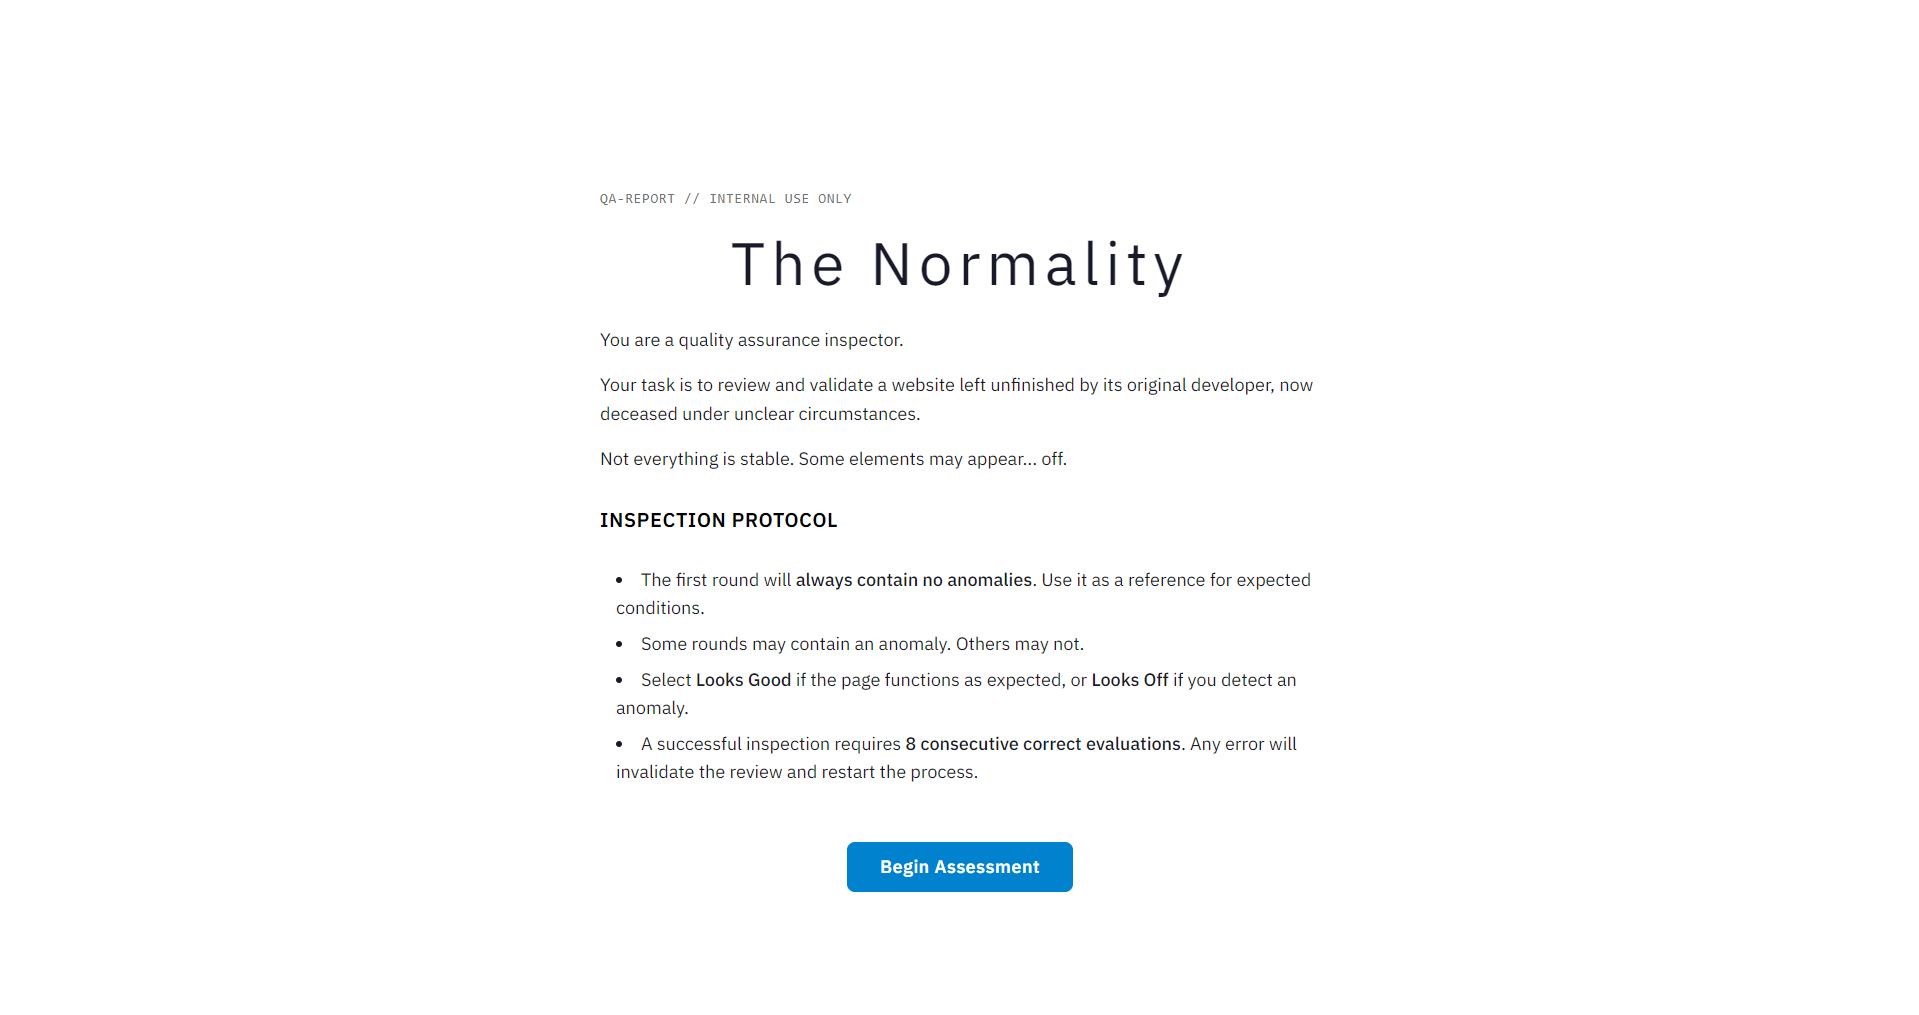 QA-REPORT // INTERNAL USE ONLY
The Normality
You are a quality assurance inspector.
Your task is to review and validate a website left unfinished by its original developer, now
deceased under unclear circumstances.
Not everything is stable. Some elements may appear... off.
INSPECTION PROTOCOL
• The first round will always contain no anomalies. Use it as a reference for expected
conditions.
• Some rounds may contain an anomaly. Others may not.
• Select Looks Good if the page functions as expected, or Looks Off if you detect an
anomaly.
• A successful inspection requires 8 consecutive correct evaluations. Any error will
invalidate the review and restart the process.
Begin Assessment